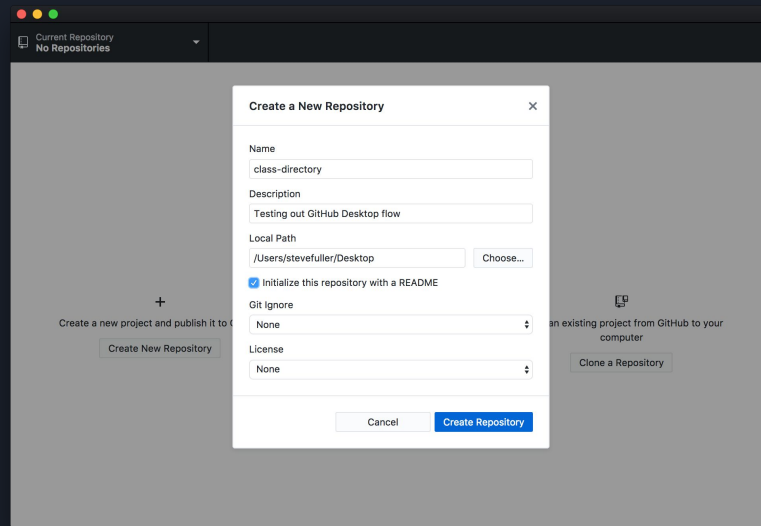 Current Repository
No Repositories
Create a New Repository
Name
class-directory
Description
Testing out GitHub Desktop flow
Local Path
/Users/stevefuller/Desktop
Choose...
Initialize this repository with a README
Git Ignore
None
License
None
Cancel
Create Repository
Create a new project and publish it to
Create New Repository
an existing project from GitHub to your
computer
Clone a Repository